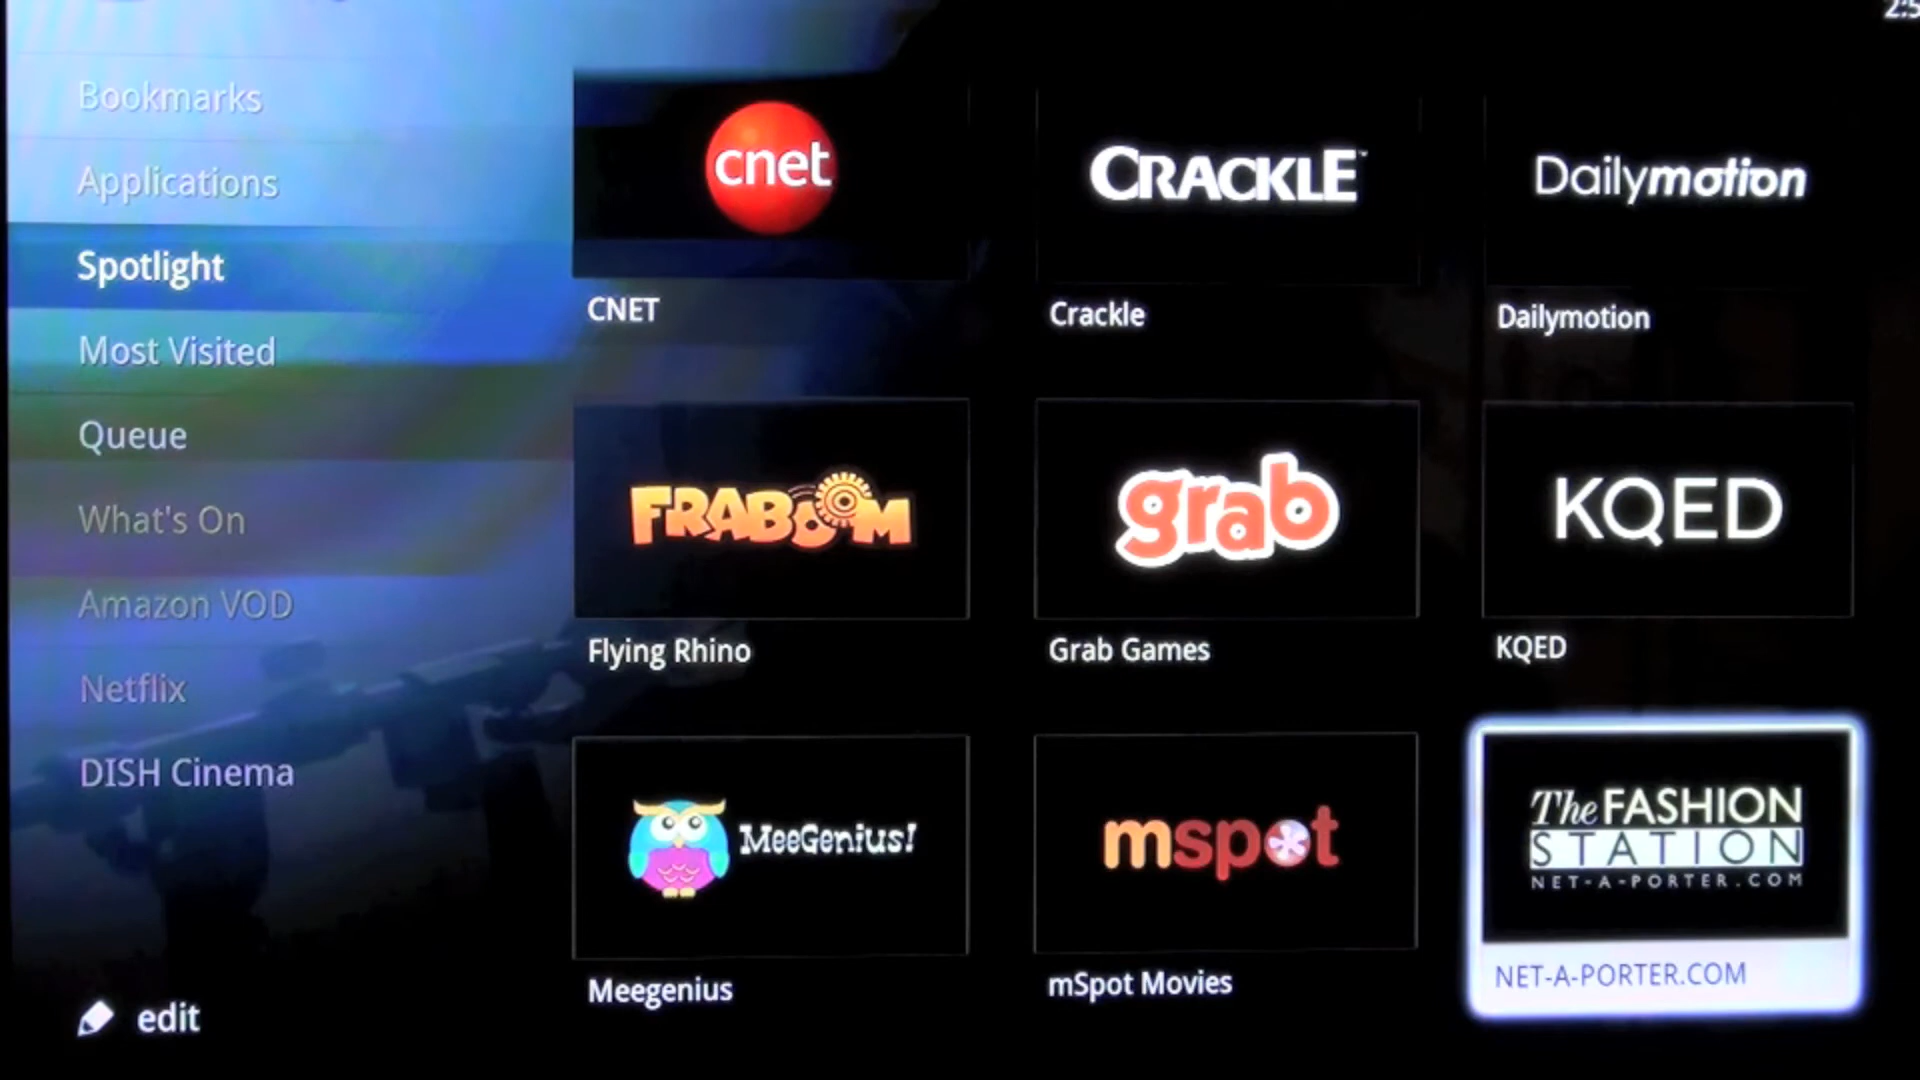 2:5
Bookmarks
Applications
Spotlight
Most Visited
Queue
What's On
Amazon VOD
Netflix
DISH Cinema
edit
cnet
CRACKLE
Dailymotion
CNET
Crackle
Dailymotion
FRABOOM
grab
KQED
Flying Rhino
Grab Games
KQED
MeeGenius!
mspot
The FASHION
STATION
NET-A-PORTER.COM
Meegenius
mSpot Movies
NET-A-PORTER.COM